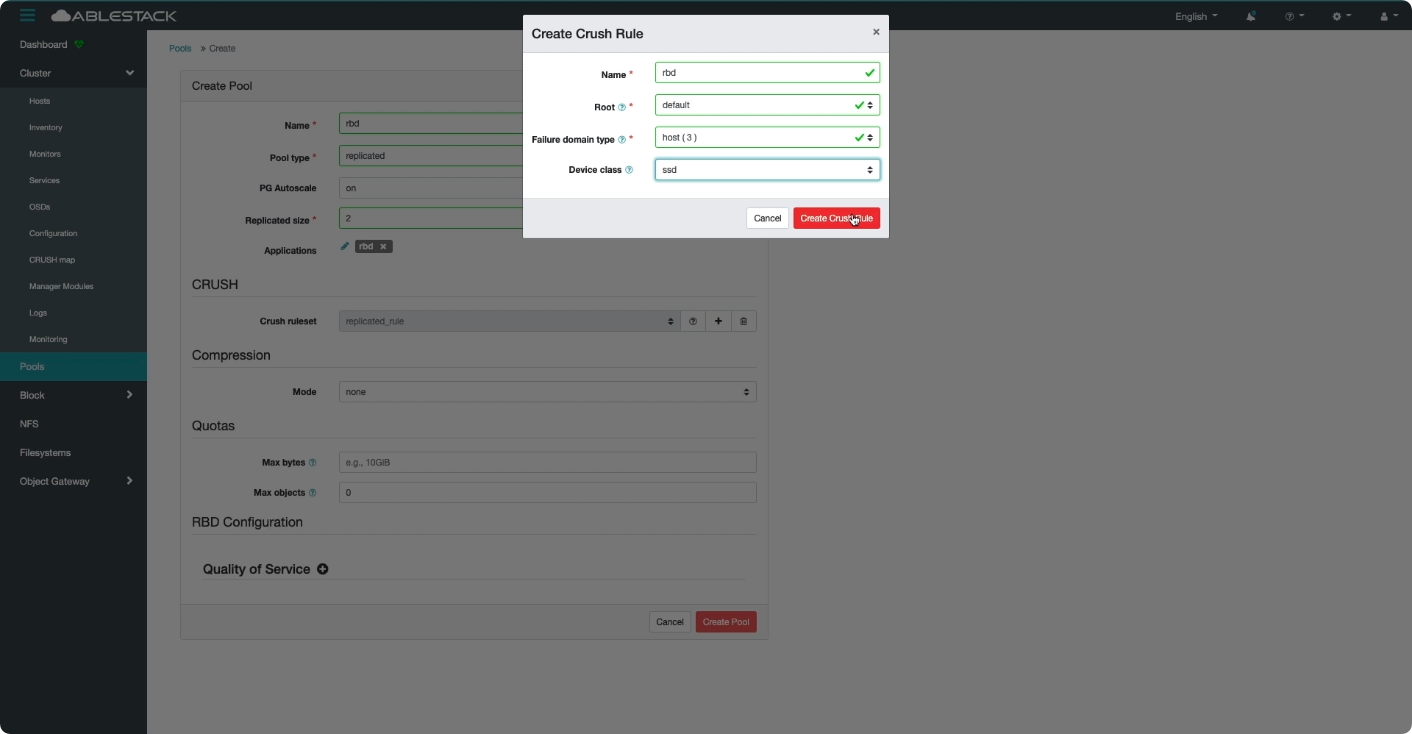 ABLESTACK
English
Dashboard
Cluster
Hosts
Inventory
Monitors
Services
OSDs
Configuration
CRUSH map
Manager Modules
Logs
Monitoring
Pools
Block
NFS
Filesystems
Object Gateway
Pools » Create
Create Pool
Name * rbd
Pool type * replicated
PG Autoscale on
Replicated size * 2
Applications rbd ×
CRUSH
Crush ruleset replicated_rule
Compression
Mode none
Quotas
Max bytes e.g., 10GiB
Max objects 0
RBD Configuration
Quality of Service
Cancel Create Pool
Create Crush Rule ×
Name * rbd
Root * default
Failure domain type * host ( 3 )
Device class ssd
Cancel Create Crush Rule